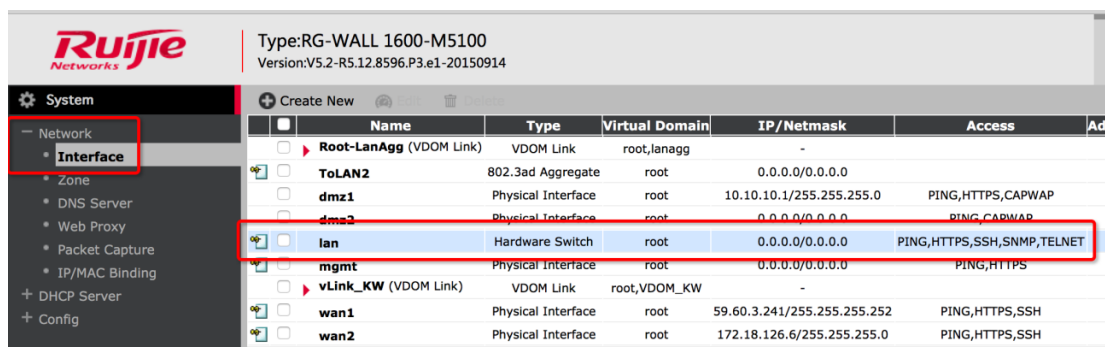 Ruijie
Networks
Type:RG-WALL 1600-M5100
Version:V5.2-R5.12.8596.P3.e1-20150914
System
Create New Edit Delete
Network
Interface
Zone
DNS Server
Web Proxy
Packet Capture
IP/MAC Binding
DHCP Server
Config
Name Type Virtual Domain IP/Netmask Access Ad
Root-LanAgg (VDOM Link) VDOM Link root,lanagg -
ToLAN2 802.3ad Aggregate root 0.0.0.0/0.0.0.0
dmz1 Physical Interface root 10.10.10.1/255.255.255.0 PING,HTTPS,CAPWAP
dmz2 Physical Interface root 0.0.0.0/0.0.0.0 PING,CAPWAP
lan Hardware Switch root 0.0.0.0/0.0.0.0 PING,HTTPS,SSH,SNMP,TELNET
mgmt Physical Interface root 0.0.0.0/0.0.0.0 PING,HTTPS
vLink_KW (VDOM Link) VDOM Link root,VDOM_KW -
wan1 Physical Interface root 59.60.3.241/255.255.255.252 PING,HTTPS,SSH
wan2 Physical Interface root 172.18.126.6/255.255.255.0 PING,HTTPS,SSH